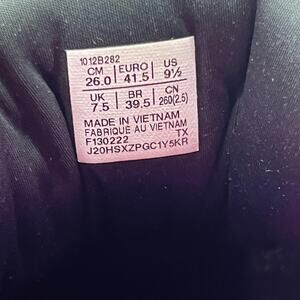 1012B282
CM EURO US
26.0 41.5 9½
UK BR CN
7.5 39.5 260(2.5)
MADE IN VIETNAM
FABRIQUE AU VIETNAM
F130222 TX
J20HSXZPGC1Y5KR